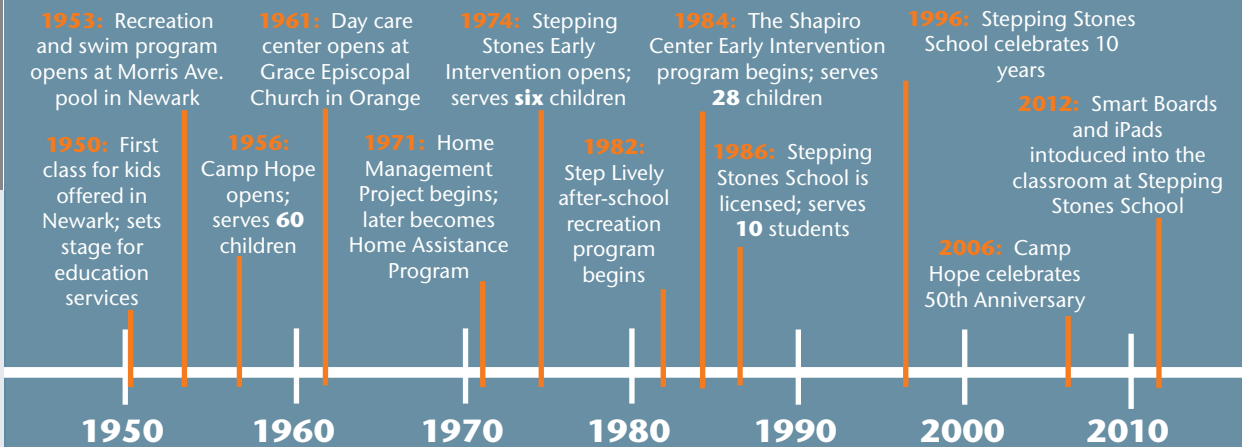 1953: Recreation
and swim program
opens at Morris Ave.
pool in Newark
1961: Day care
center opens at
Grace Episcopal
Church in Orange
1974: Stepping
Stones Early
Intervention opens;
serves six children
1984: The Shapiro
Center Early Intervention
program begins; serves
28 children
1996: Stepping Stones
School celebrates 10
years
1950: First
class for kids
offered in
Newark; sets
stage for
education
services
1956:
Camp Hope
opens;
serves 60
children
1971: Home
Management
Project begins;
later becomes
Home Assistance
Program
1982:
Step Lively
after-school
recreation
program
begins
1986: Stepping
Stones School is
licensed; serves
10 students
2012: Smart Boards
and iPads
intoduced into the
classroom at Stepping
Stones School
2006: Camp
Hope celebrates
50th Anniversary
1950 1960 1970 1980 1990 2000 2010